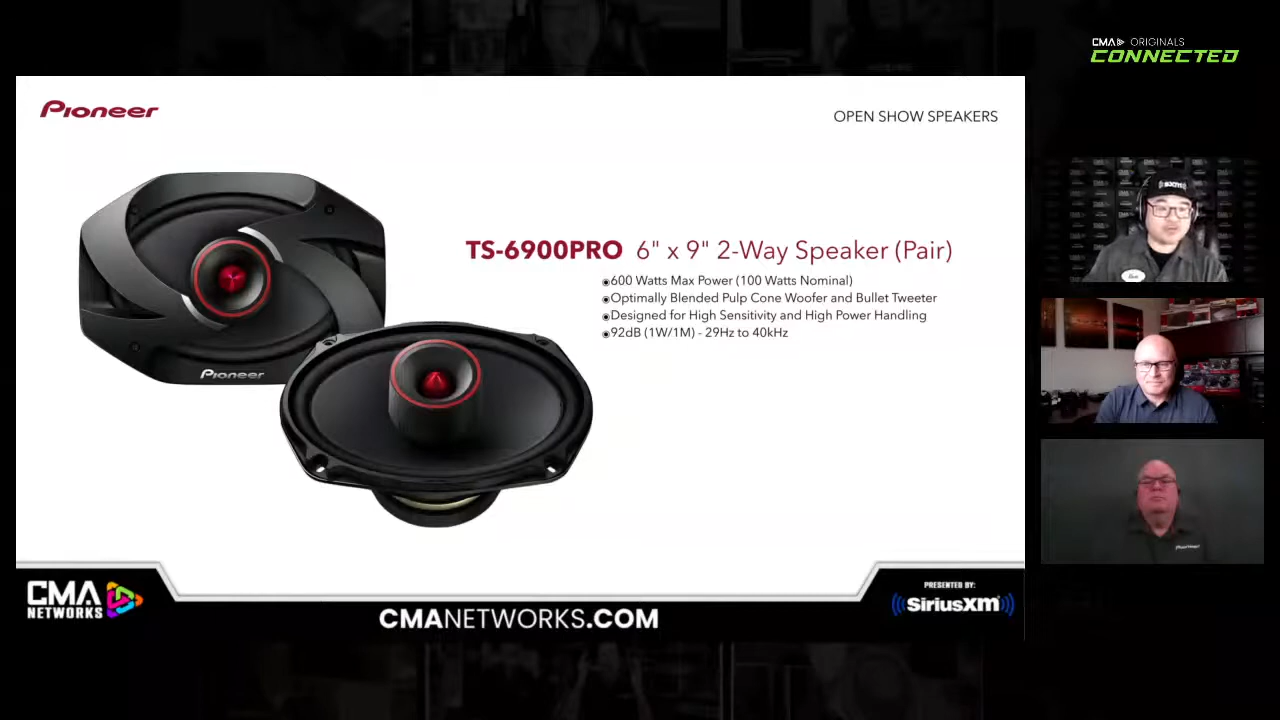 CMA ORIGINALS
CONNECTED
Pioneer
OPEN SHOW SPEAKERS
TS-6900PRO 6" x 9" 2-Way Speaker (Pair)
600 Watts Max Power (100 Watts Nominal)
Optimally Blended Pulp Cone Woofer and Bullet Tweeter
Designed for High Sensitivity and High Power Handling
92dB (1W/1M) - 29Hz to 40kHz
Pioneer
CMA
NETWORKS
CMANETWORKS.COM
PRESENTED BY:
SiriusXM